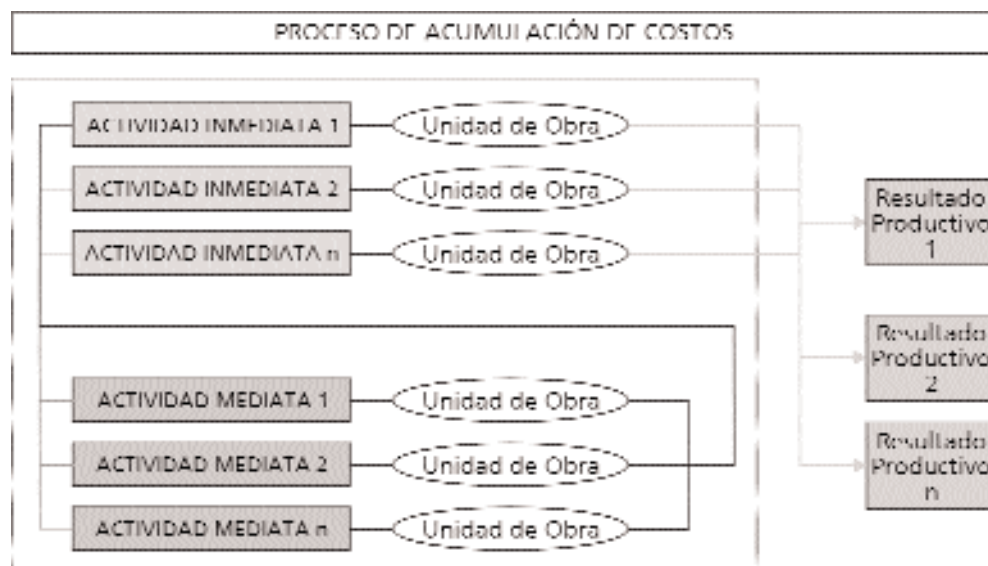 PROCESO DE ACUMULACIÓN DE COSTOS
ACTIVIDAD INMEDIATA 1
Unidad de Obra
ACTIVIDAD INMEDIATA 2
Unidad de Obra
ACTIVIDAD INMEDIATA n
Unidad de Obra
Resultado
Productivo
1
Resultado
Productivo
2
ACTIVIDAD MEDIATA 1
Unidad de Obra
ACTIVIDAD MEDIATA 2
Unidad de Obra
ACTIVIDAD MEDIATA n
Unidad de Obra
Resultado
Productivo
n